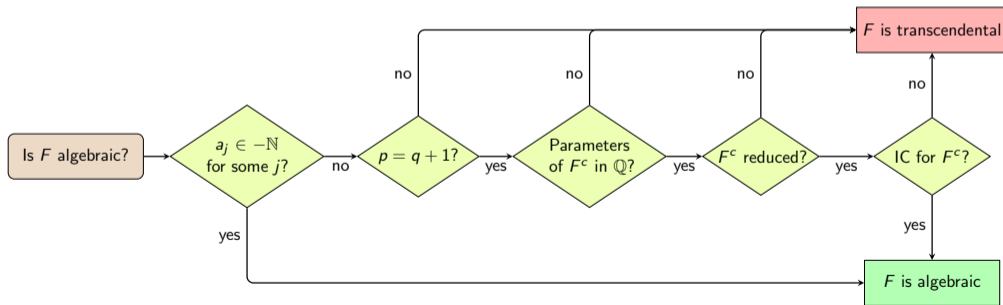 F is transcendental
no
no
no
no
Is F algebraic?
a_j ∈ −ℕ
for some j?
no
p = q + 1?
yes
Parameters
of F^c in ℚ?
yes
F^c reduced?
yes
IC for F^c?
yes
yes
F is algebraic